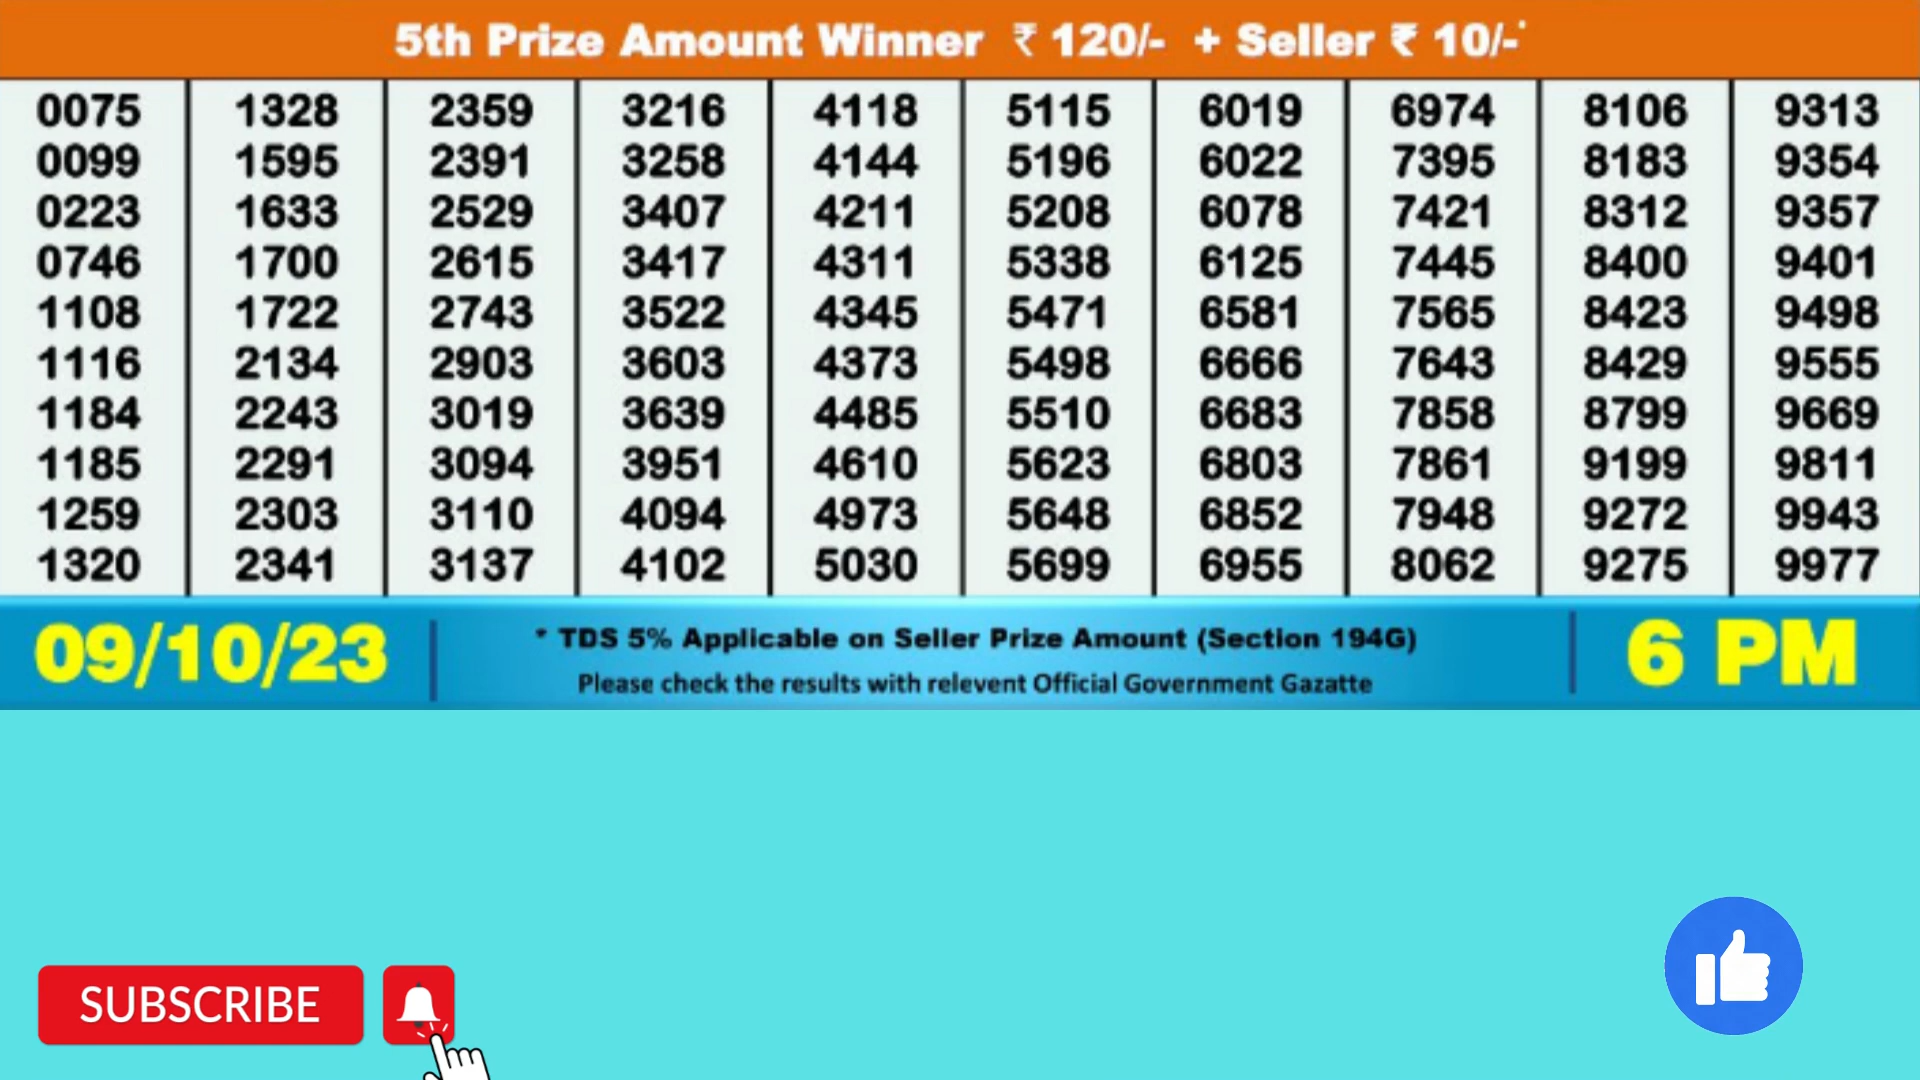 5th Prize Amount Winner ₹ 120/- + Seller ₹ 10/-*
0075 1328 2359 3216 4118 5115 6019 6974 8106 9313
0099 1595 2391 3258 4144 5196 6022 7395 8183 9354
0223 1633 2529 3407 4211 5208 6078 7421 8312 9357
0746 1700 2615 3417 4311 5338 6125 7445 8400 9401
1108 1722 2743 3522 4345 5471 6581 7565 8423 9498
1116 2134 2903 3603 4373 5498 6666 7643 8429 9555
1184 2243 3019 3639 4485 5510 6683 7858 8799 9669
1185 2291 3094 3951 4610 5623 6803 7861 9199 9811
1259 2303 3110 4094 4973 5648 6852 7948 9272 9943
1320 2341 3137 4102 5030 5699 6955 8062 9275 9977
09/10/23
* TDS 5% Applicable on Seller Prize Amount (Section 194G)
Please check the results with relevent Official Government Gazatte
6 PM
SUBSCRIBE